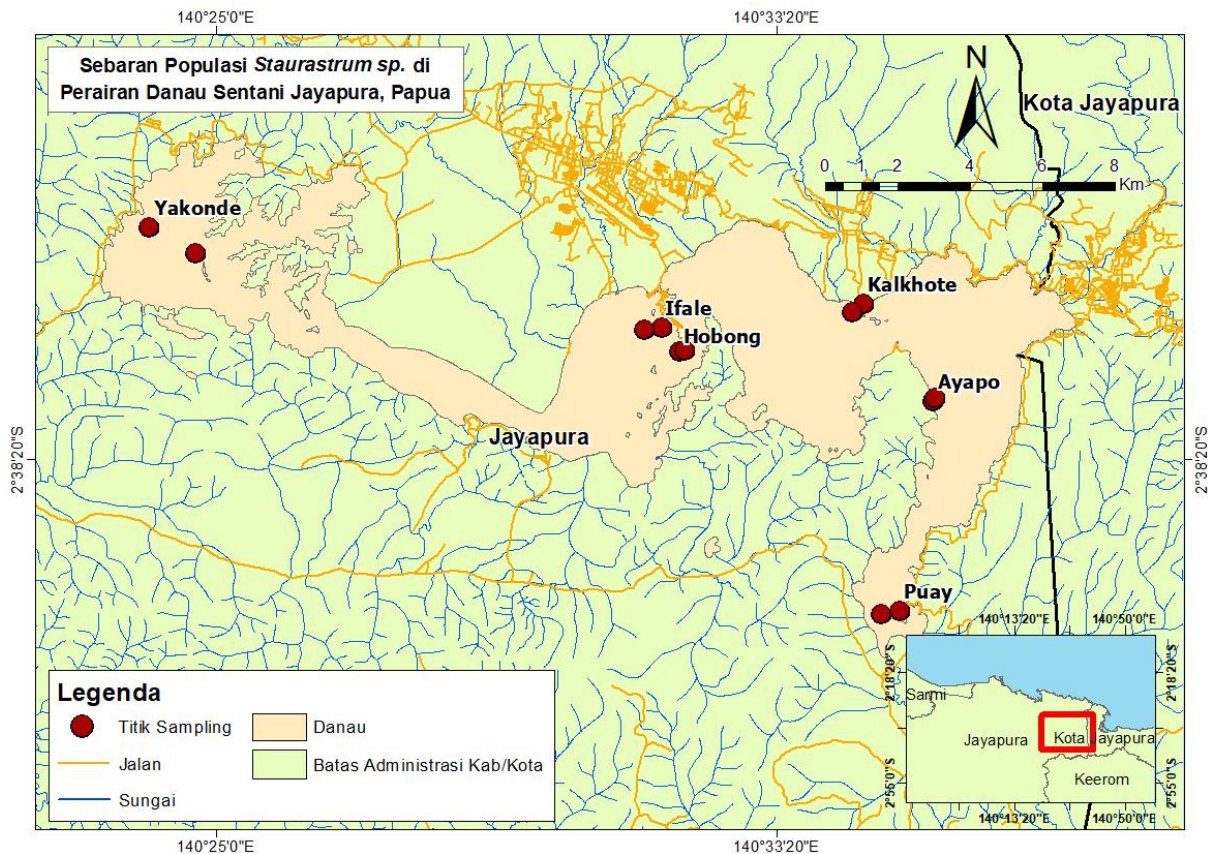 140°25'0"E
140°33'20"E
Sebaran Populasi Staurastrum sp. di
Perairan Danau Sentani Jayapura, Papua
N
Kota Jayapura
0 1 2 4 6 8
Km
Yakonde
Kalkhote
Ifale
Hobong
Ayapo
Jayapura
2°38'20"S
2°38'20"S
Puay
Legenda
Titik Sampling
Danau
Jalan
Batas Administrasi Kab/Kota
Sungai
140°13'20"E
140°50'0"E
2°18'20"S
2°18'20"S
Sarmi
Jayapura
Kota Jayapura
Keerom
2°55'0"S
2°55'0"S
140°13'20"E
140°50'0"E
140°25'0"E
140°33'20"E